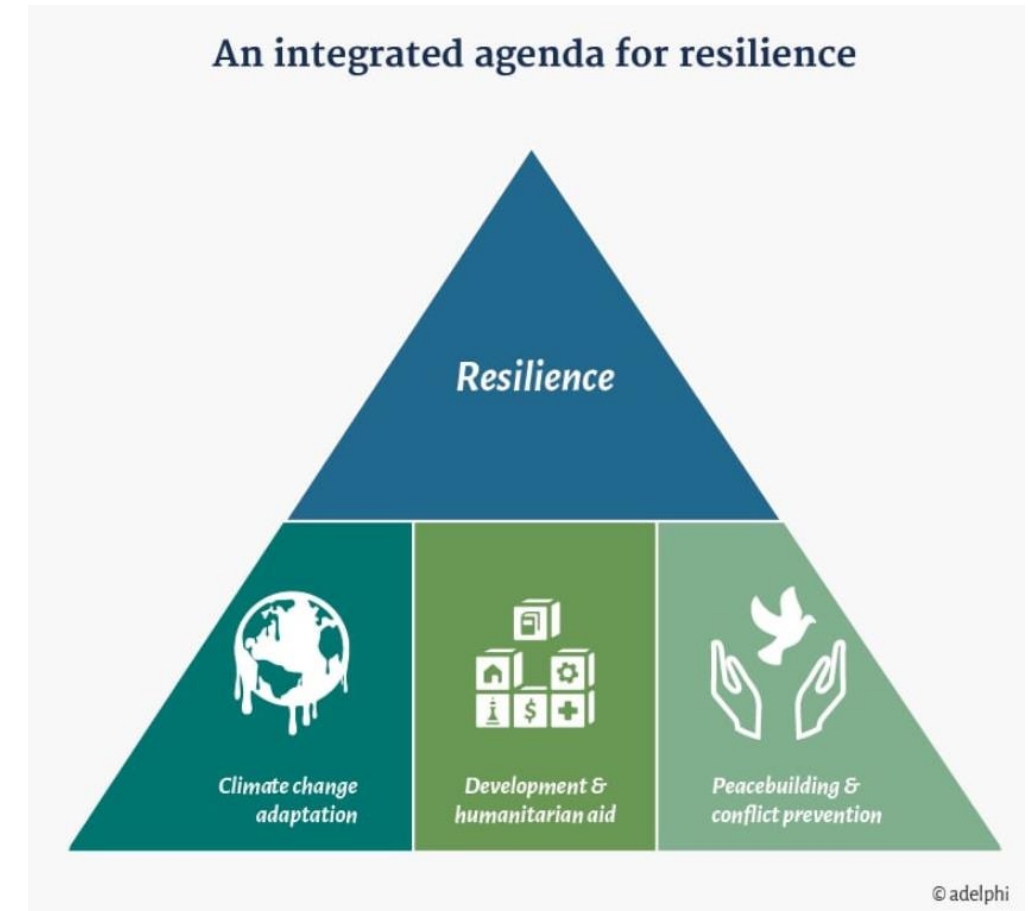 An integrated agenda for resilience
Resilience
Climate change
adaptation
Development &
humanitarian aid
$
Peacebuilding &
conflict prevention
© adelphi